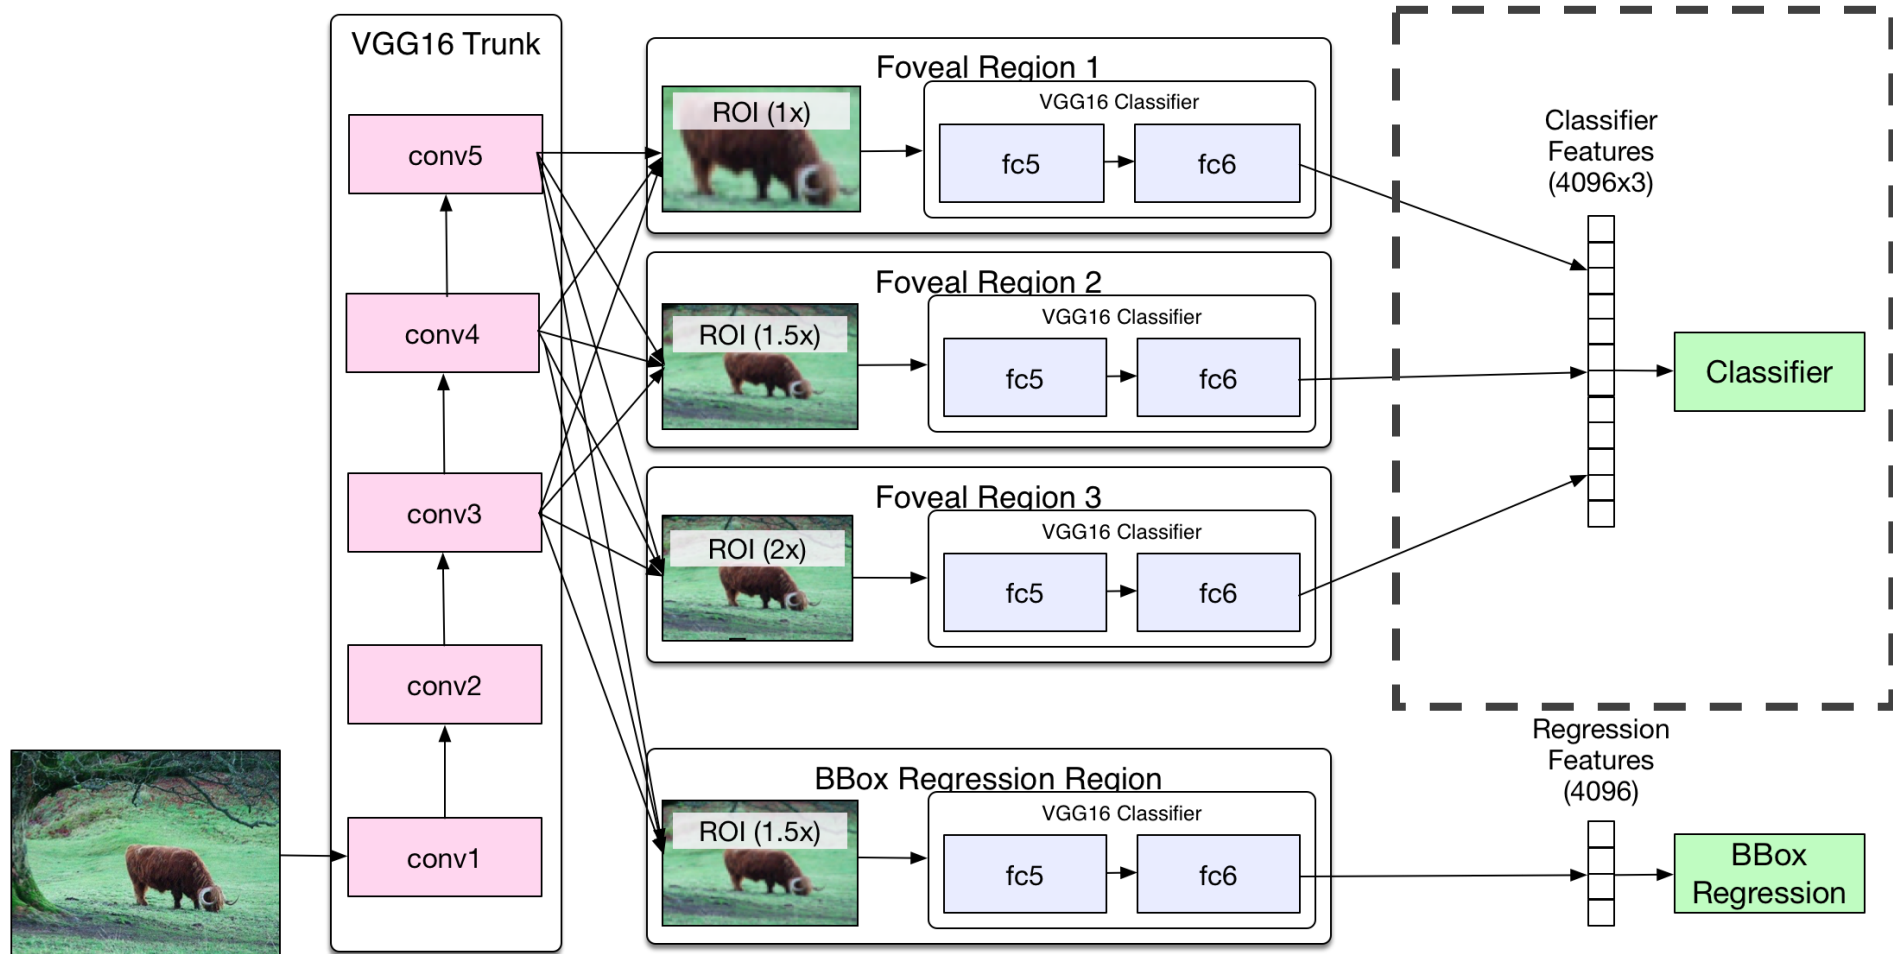 VGG16 Trunk
conv5
conv4
conv3
conv2
conv1
Foveal Region 1
ROI (1x)
VGG16 Classifier
fc5
fc6
Foveal Region 2
ROI (1.5x)
VGG16 Classifier
fc5
fc6
Foveal Region 3
ROI (2x)
VGG16 Classifier
fc5
fc6
BBox Regression Region
ROI (1.5x)
VGG16 Classifier
fc5
fc6
Classifier
Features
(4096x3)
Classifier
Regression
Features
(4096)
BBox
Regression